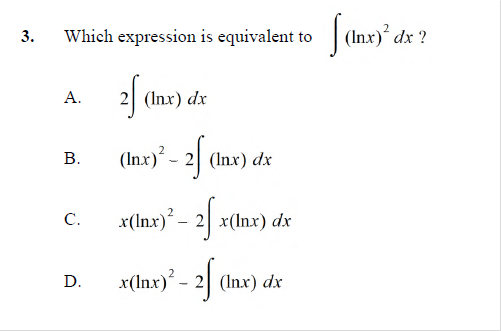 3. Which expression is equivalent to ∫ (lnx)² dx ?
A. 2∫ (lnx) dx
B. (lnx)² – 2∫ (lnx) dx
C. x(lnx)² – 2∫ x(lnx) dx
D. x(lnx)² – 2∫ (lnx) dx